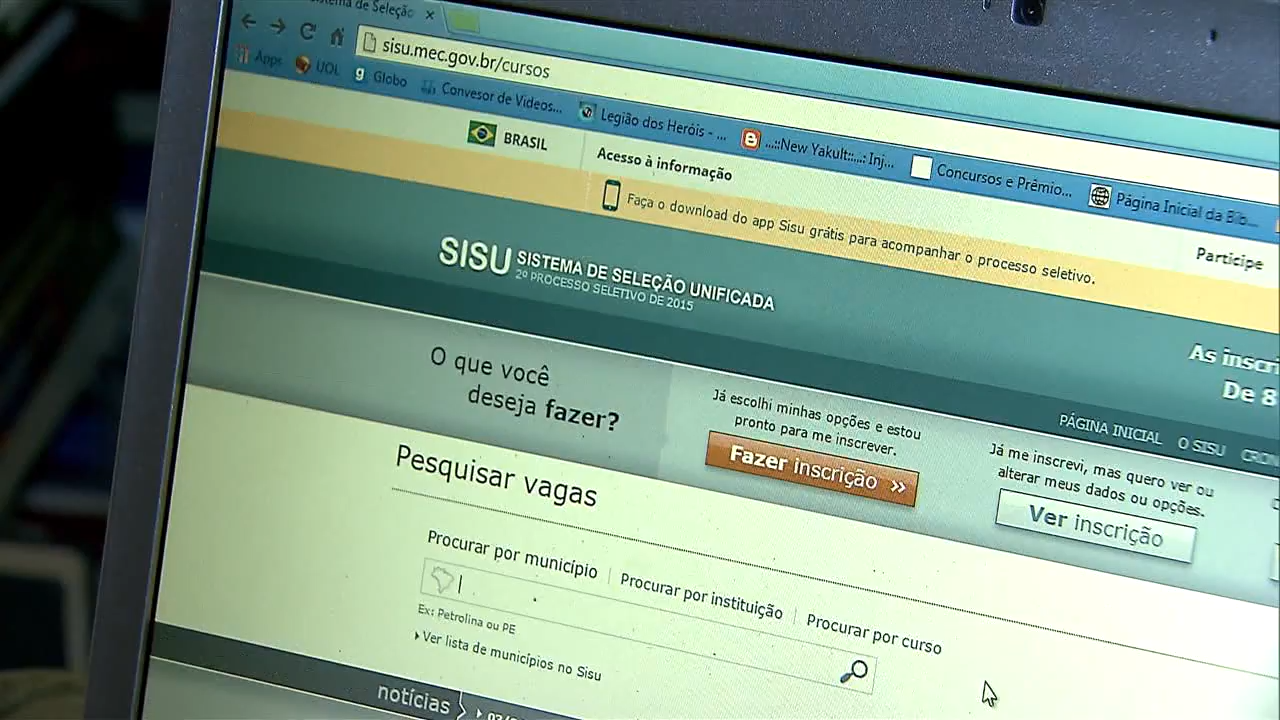 sistema de Seleção
sisu.mec.gov.br/cursos
Apps UOL Globo Convesor de Videos... Legião dos Heróis - ... ...::New Yakult::...: Inj... Concursos e Prêmio... Página Inicial da Bib...
BRASIL Acesso à informação Participe
Faça o download do app Sisu grátis para acompanhar o processo seletivo.
SISU SISTEMA DE SELEÇÃO UNIFICADA
2º PROCESSO SELETIVO DE 2015
As inscri
De 8
PÁGINA INICIAL O SISU CRON
O que você
deseja fazer?
Já escolhi minhas opções e estou
pronto para me inscrever.
Fazer inscrição »
Já me inscrevi, mas quero ver ou
alterar meus dados ou opções.
Ver inscrição
Pesquisar vagas
Procurar por município Procurar por instituição Procurar por curso
Ex: Petrolina ou PE
Ver lista de municípios no Sisu
notícias